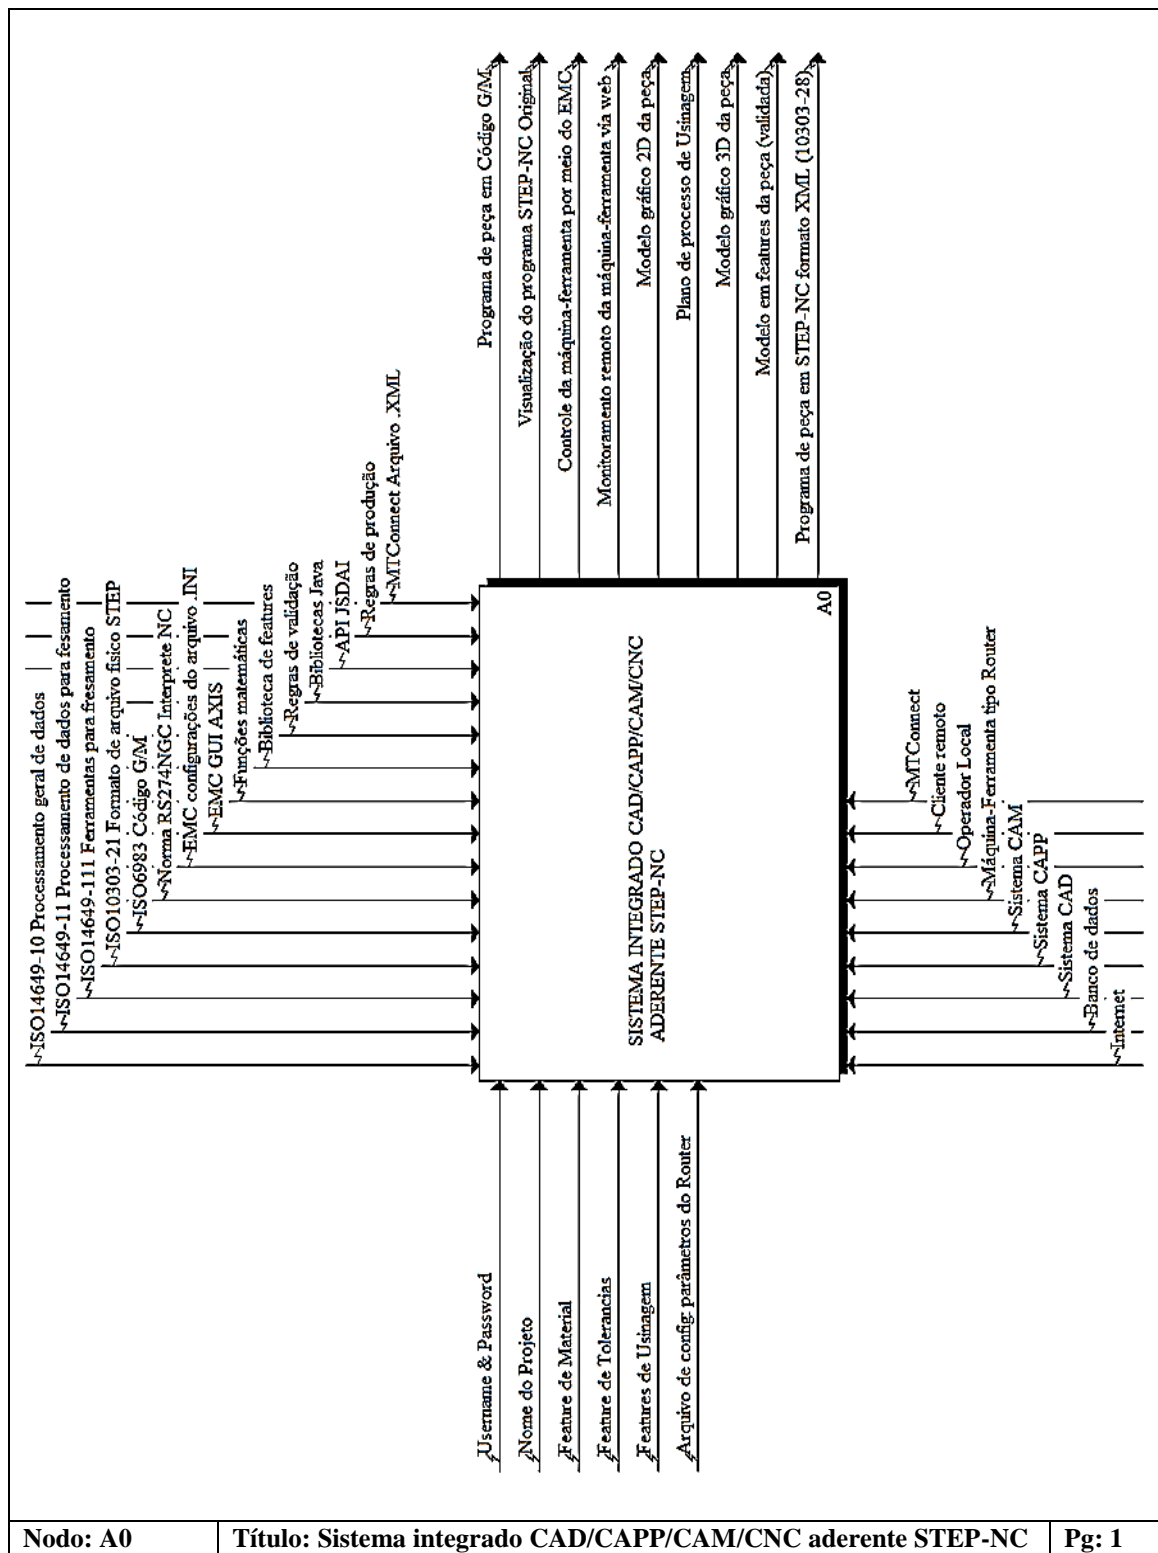 ISO14649-10 Processamento geral de dados
ISO14649-11 Processamento de dados para fesamento
ISO14649-111 Ferramentas para fresamento
ISO10303-21 Formato de arquivo físico STEP
ISO6983 Código G/M
Norma RS274NGC Interprete NC
EMC configurações do arquivo .INI
EMC GUI AXIS
Funções matemáticas
Biblioteca de features
Regras de validação
Bibliotecas Java
API JSDAI
Regras de produção
MTConnect Arquivo .XML
Username & Password
Nome do Projeto
Feature de Material
Feature de Tolerancias
Features de Usinagem
Arquivo de config. parâmetros do Router
SISTEMA INTEGRADO CAD/CAPP/CAM/CNC
ADERENTE STEP-NC
A0
Programa de peça em Código G/M
Visualização do programa STEP-NC Original
Controle da máquina-ferramenta por meio do EMC
Monitoramento remoto da máquina-ferramenta via web
Modelo gráfico 2D da peça
Plano de processo de Usinagem
Modelo gráfico 3D da peça
Modelo em features da peça (validada)
Programa de peça em STEP-NC formato XML (10303-28)
Internet
Banco de dados
Sistema CAD
Sistema CAPP
Sistema CAM
Máquina-Ferramenta tipo Router
Operador Local
Cliente remoto
MTConnect
Nodo: A0
Título: Sistema integrado CAD/CAPP/CAM/CNC aderente STEP-NC
Pg: 1